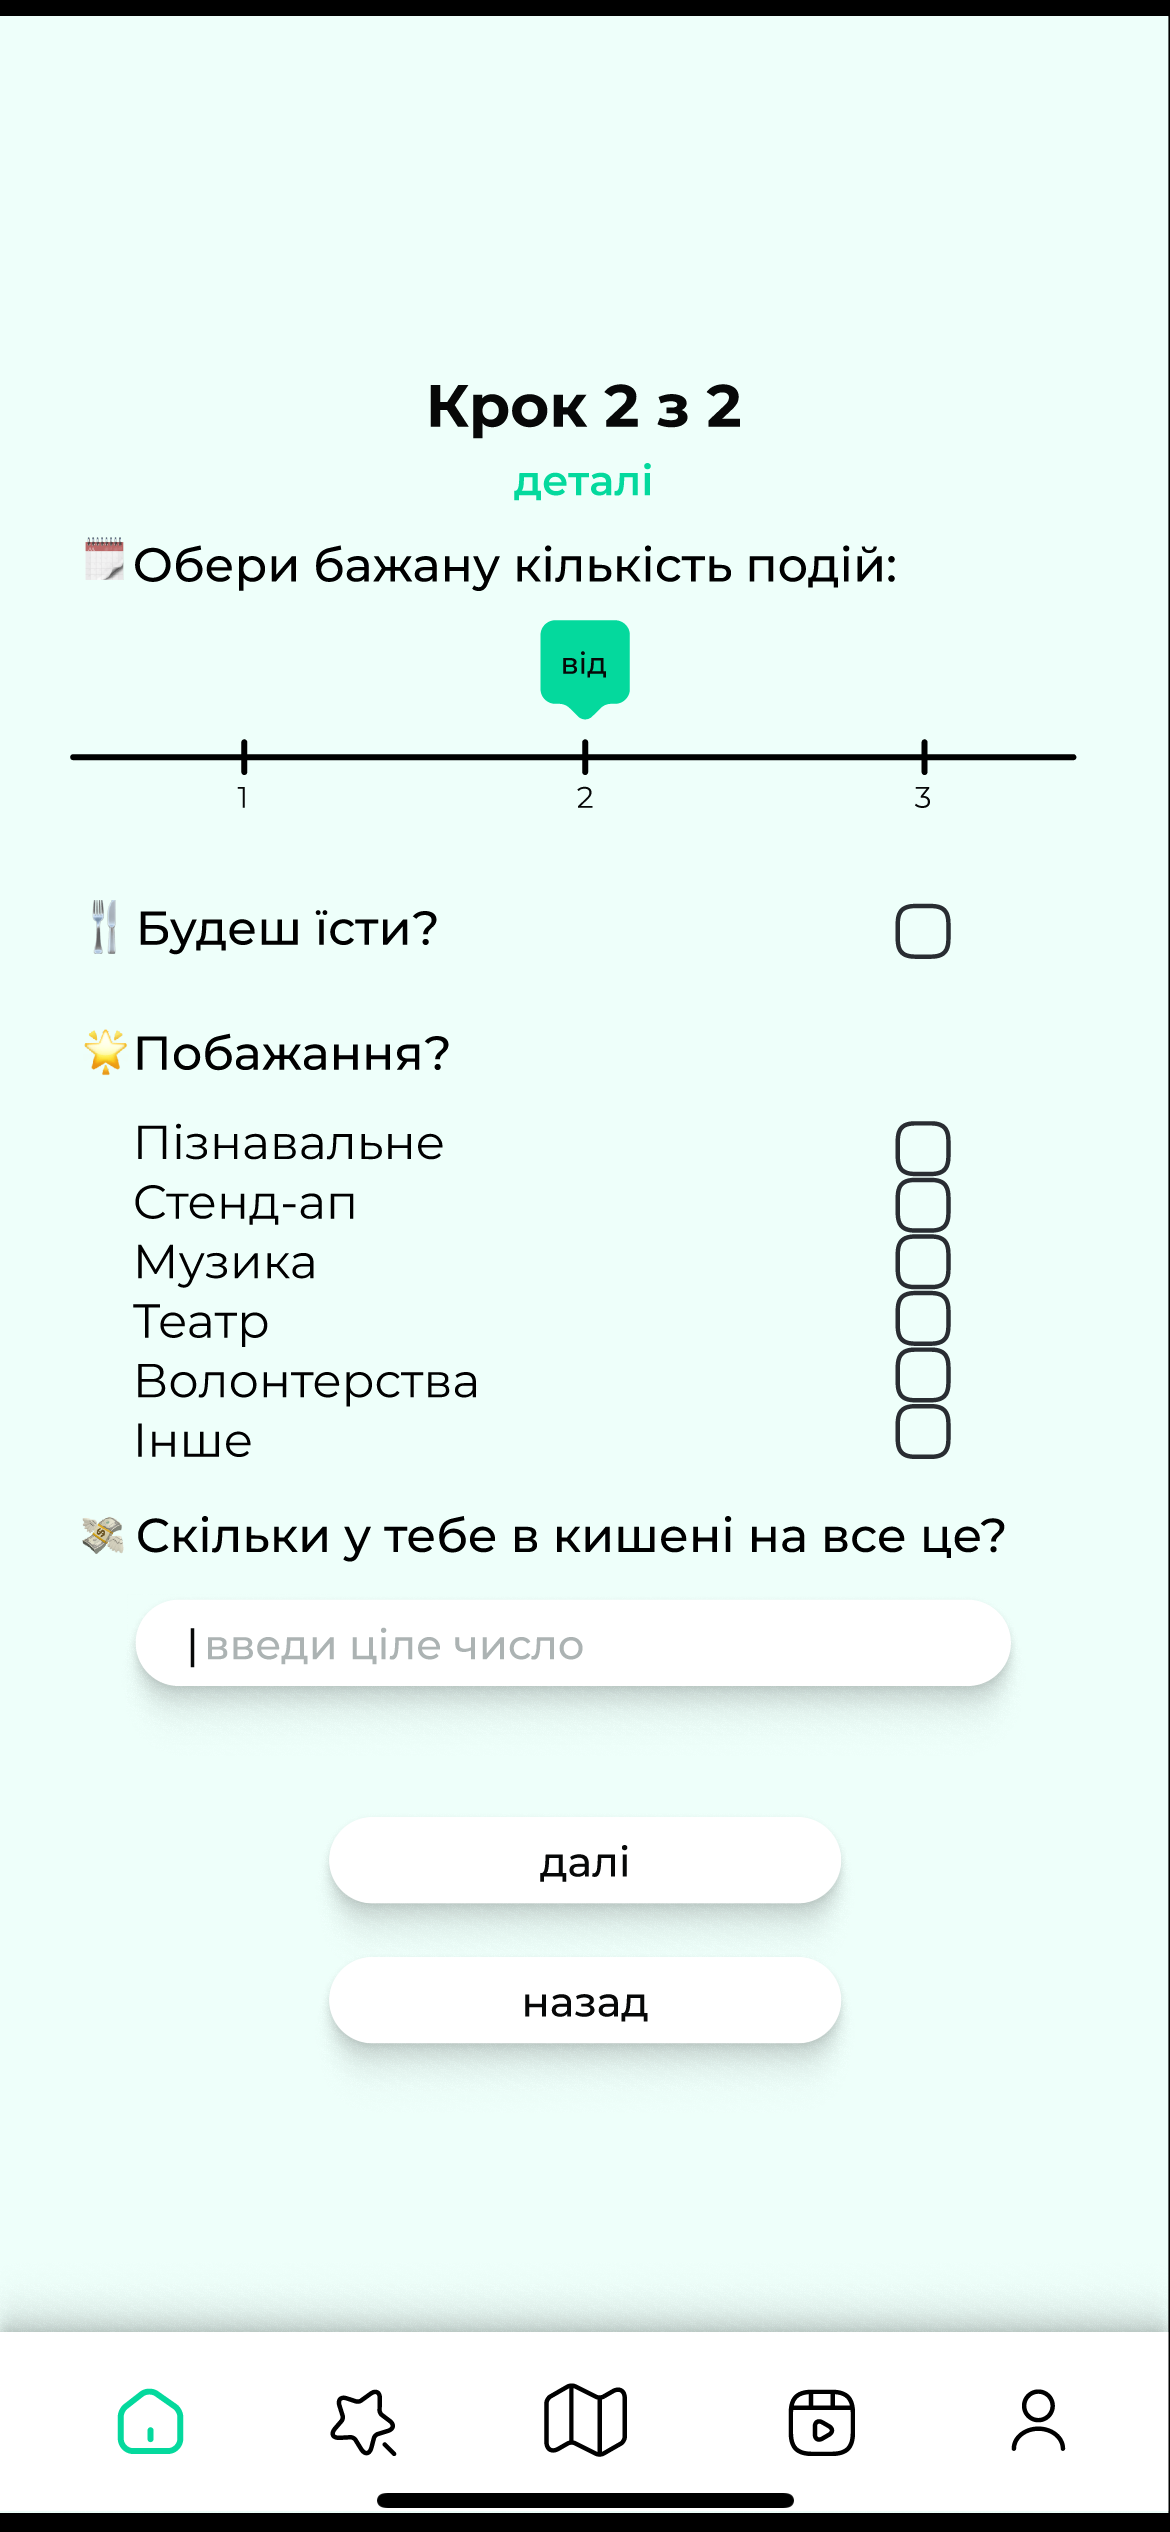 Крок 2 з 2
деталі
Обери бажану кількість подій:
від
1 2 3
Будеш їсти?
Побажання?
Пізнавальне
Стенд-ап
Музика
Театр
Волонтерства
Інше
Скільки у тебе в кишені на все це?
введи ціле число
далі
назад